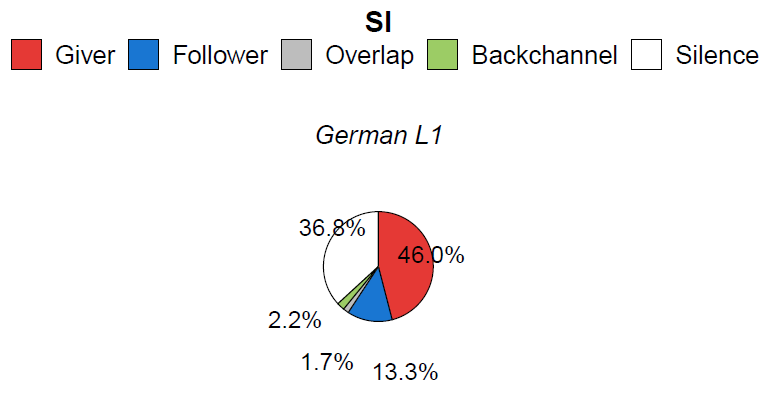 SI
Giver Follower Overlap Backchannel Silence
German L1
36.8%
46.0%
2.2%
1.7%
13.3%